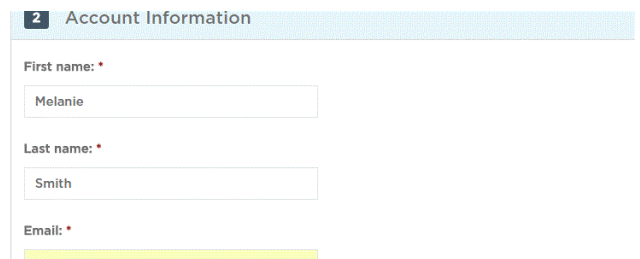 2 Account Information
First name: *
Melanie
Last name: *
Smith
Email: *